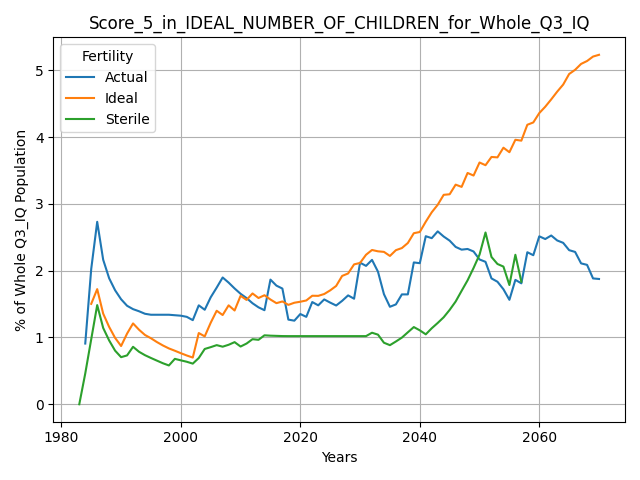 Score_5_in_IDEAL_NUMBER_OF_CHILDREN_for_Whole_Q3_IQ
Fertility
Actual
Ideal
Sterile
% of Whole Q3_IQ Population
5
4
3
2
1
0
1980 2000 2020 2040 2060
Years